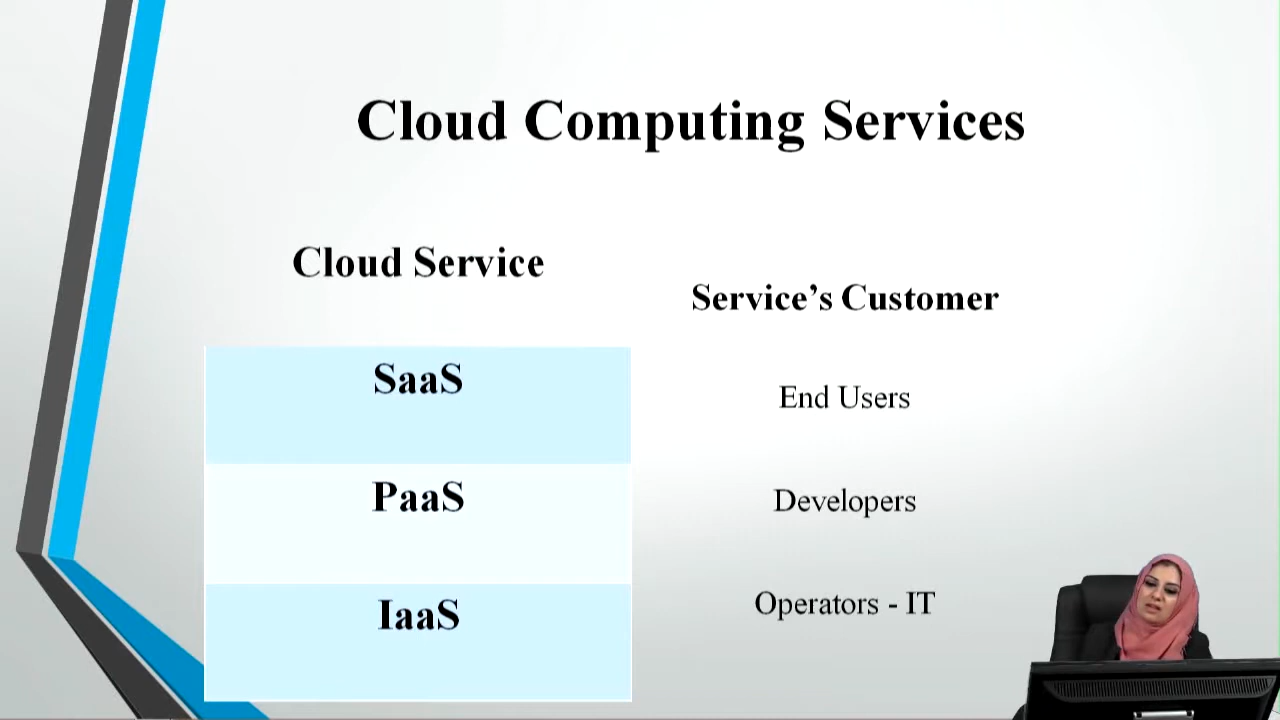 Cloud Computing Services
Cloud Service
Service’s Customer
SaaS
End Users
PaaS
Developers
IaaS
Operators - IT